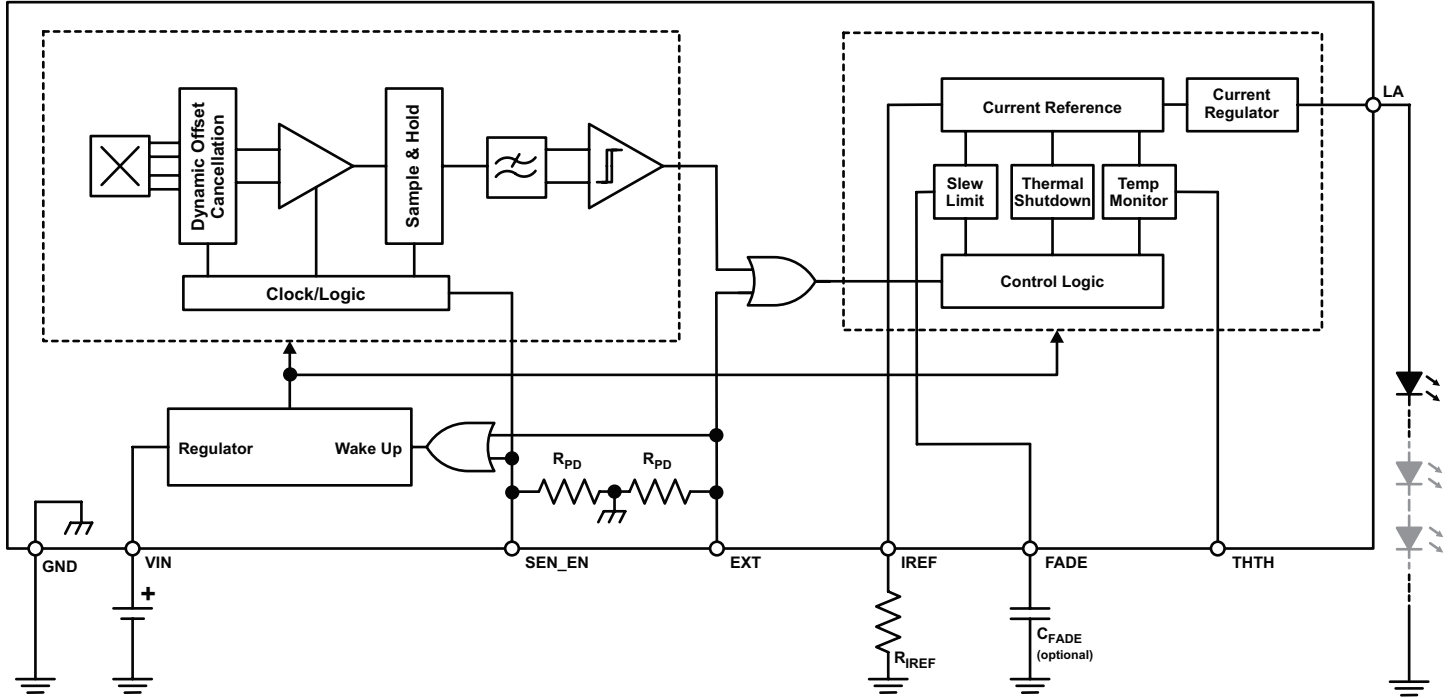 LA
Current Reference
Current
Regulator
Dynamic Offset
Cancellation
Sample & Hold
Slew
Limit
Thermal
Shutdown
Temp
Monitor
Clock/Logic
Control Logic
Regulator
Wake Up
RPD
RPD
GND
VIN
SEN_EN
EXT
IREF
FADE
THTH
+
RIREF
CFADE
(optional)